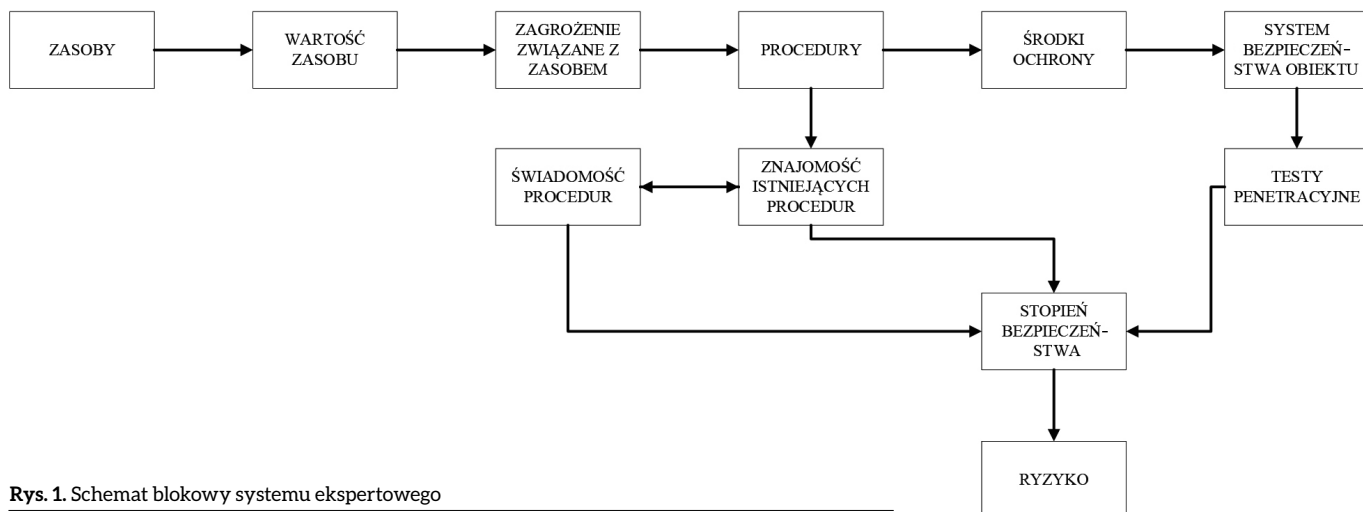 ZASOBY
WARTOŚĆ
ZASOBU
ZAGROŻENIE
ZWIĄZANE Z
ZASOBEM
PROCEDURY
ŚRODKI
OCHRONY
SYSTEM
BEZPIECZEŃ-
STWA OBIEKTU
ŚWIADOMOŚĆ
PROCEDUR
ZNAJOMOŚĆ
ISTNIEJĄCYCH
PROCEDUR
TESTY
PENETRACYJNE
STOPIEŃ
BEZPIECZEŃ-
STWA
RYZYKO
Rys. 1. Schemat blokowy systemu ekspertowego